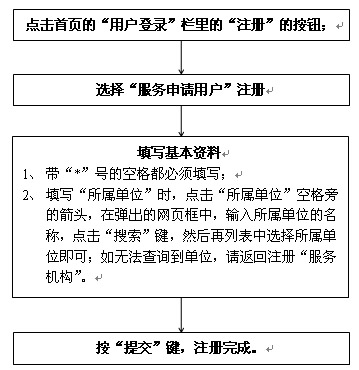 点击首页的“用户登录”栏里的“注册”的按钮；
选择“服务申请用户”注册
填写基本资料
1、 带“*”号的空格都必须填写；
2、 填写“所属单位”时，点击“所属单位”空格旁
的箭头，在弹出的网页框中，输入所属单位的名
称，点击“搜索”键，然后再列表中选择所属单
位即可；如无法查询到单位，请返回注册“服务
机构”。
按“提交”键，注册完成。